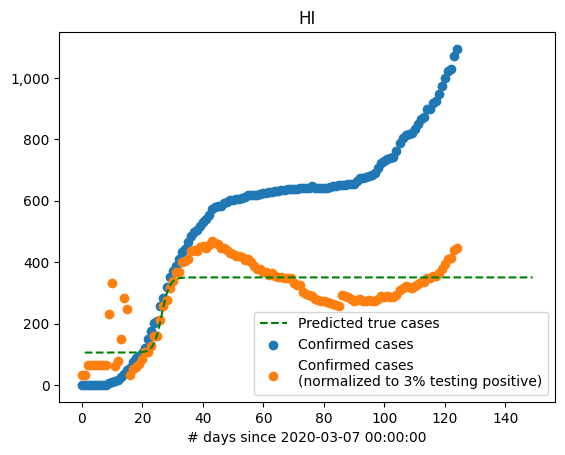 HI
1,000
800
600
400
200
0
Predicted true cases
Confirmed cases
Confirmed cases
(normalized to 3% testing positive)
0 20 40 60 80 100 120 140
# days since 2020-03-07 00:00:00